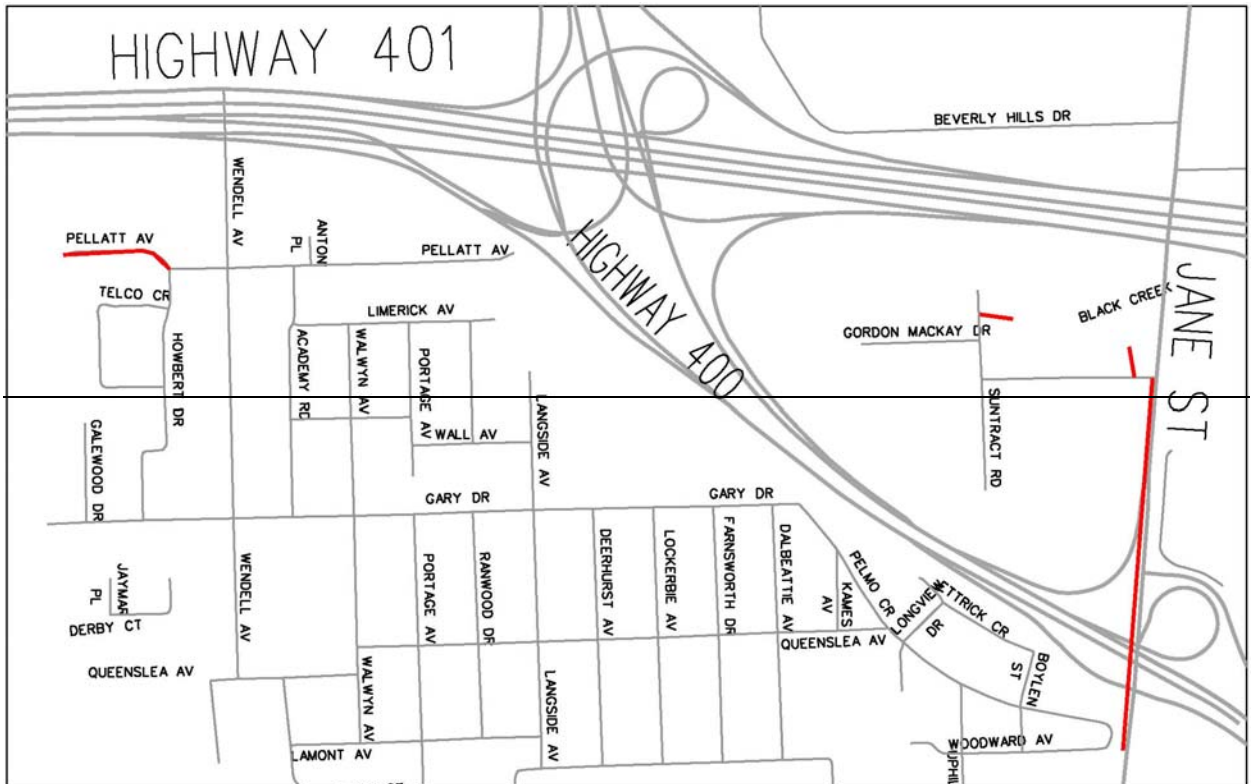 HIGHWAY 401
BEVERLY HILLS DR
WENDELL AV
ANTON
PL
PELLATT AV
PELLATT AV
HIGHWAY 400
JANE ST
BLACK CREEK
TELCO CR
LIMERICK AV
GORDON MACKAY DR
HOWBERT DR
ACADEMY RD
WALWYN AV
PORTAGE AV
LANGSIDE AV
SUNTRACT RD
WALL AV
GALEWOOD DR
GARY DR
GARY DR
JAYMAR
PL
DERBY CT
WENDELL AV
PORTAGE AV
RANWOOD DR
DEERHURST AV
LOCKERBIE AV
FARNSWORTH DR
DALBEATTIE AV
KAMES
AV
PELMO CR
LONGVIEW
DR
ETTRICK CR
BOYLEN
ST
QUEENSLEA AV
QUEENSLEA AV
WALWYN AV
LANGSIDE AV
LAMONT AV
WOODWARD AV